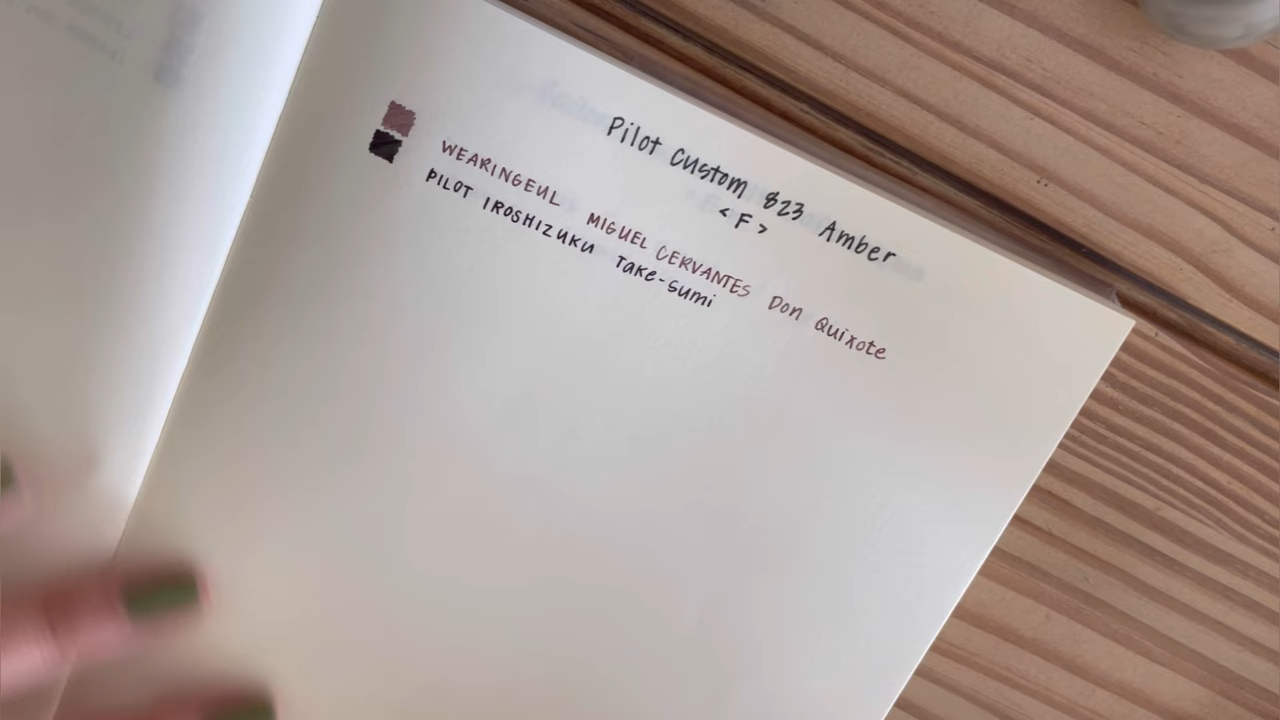 Pilot Custom 823 Amber
<F>
WEARINGEUL MIGUEL CERVANTES Don Quixote
PILOT IROSHIZUKU Take-sumi